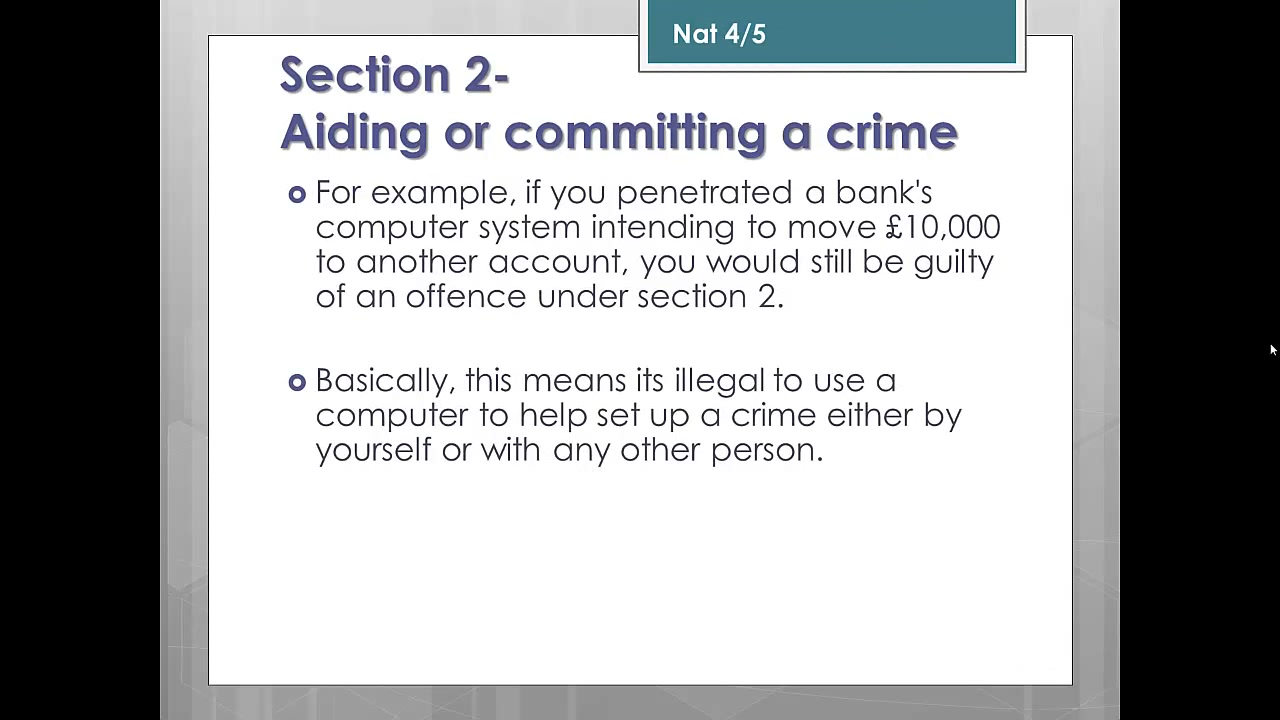 Nat 4/5
Section 2-
Aiding or committing a crime
For example, if you penetrated a bank's
computer system intending to move £10,000
to another account, you would still be guilty
of an offence under section 2.
Basically, this means its illegal to use a
computer to help set up a crime either by
yourself or with any other person.